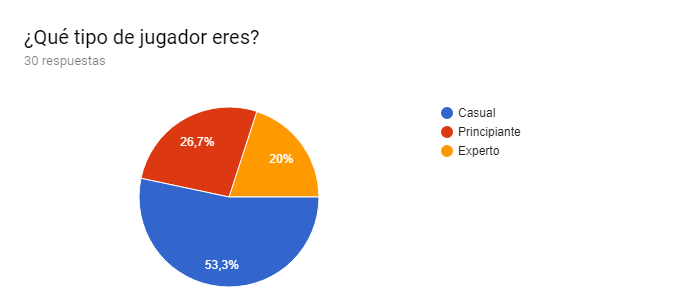 ¿Qué tipo de jugador eres?
30 respuestas
Casual
Principiante
Experto
26,7%
20%
53,3%